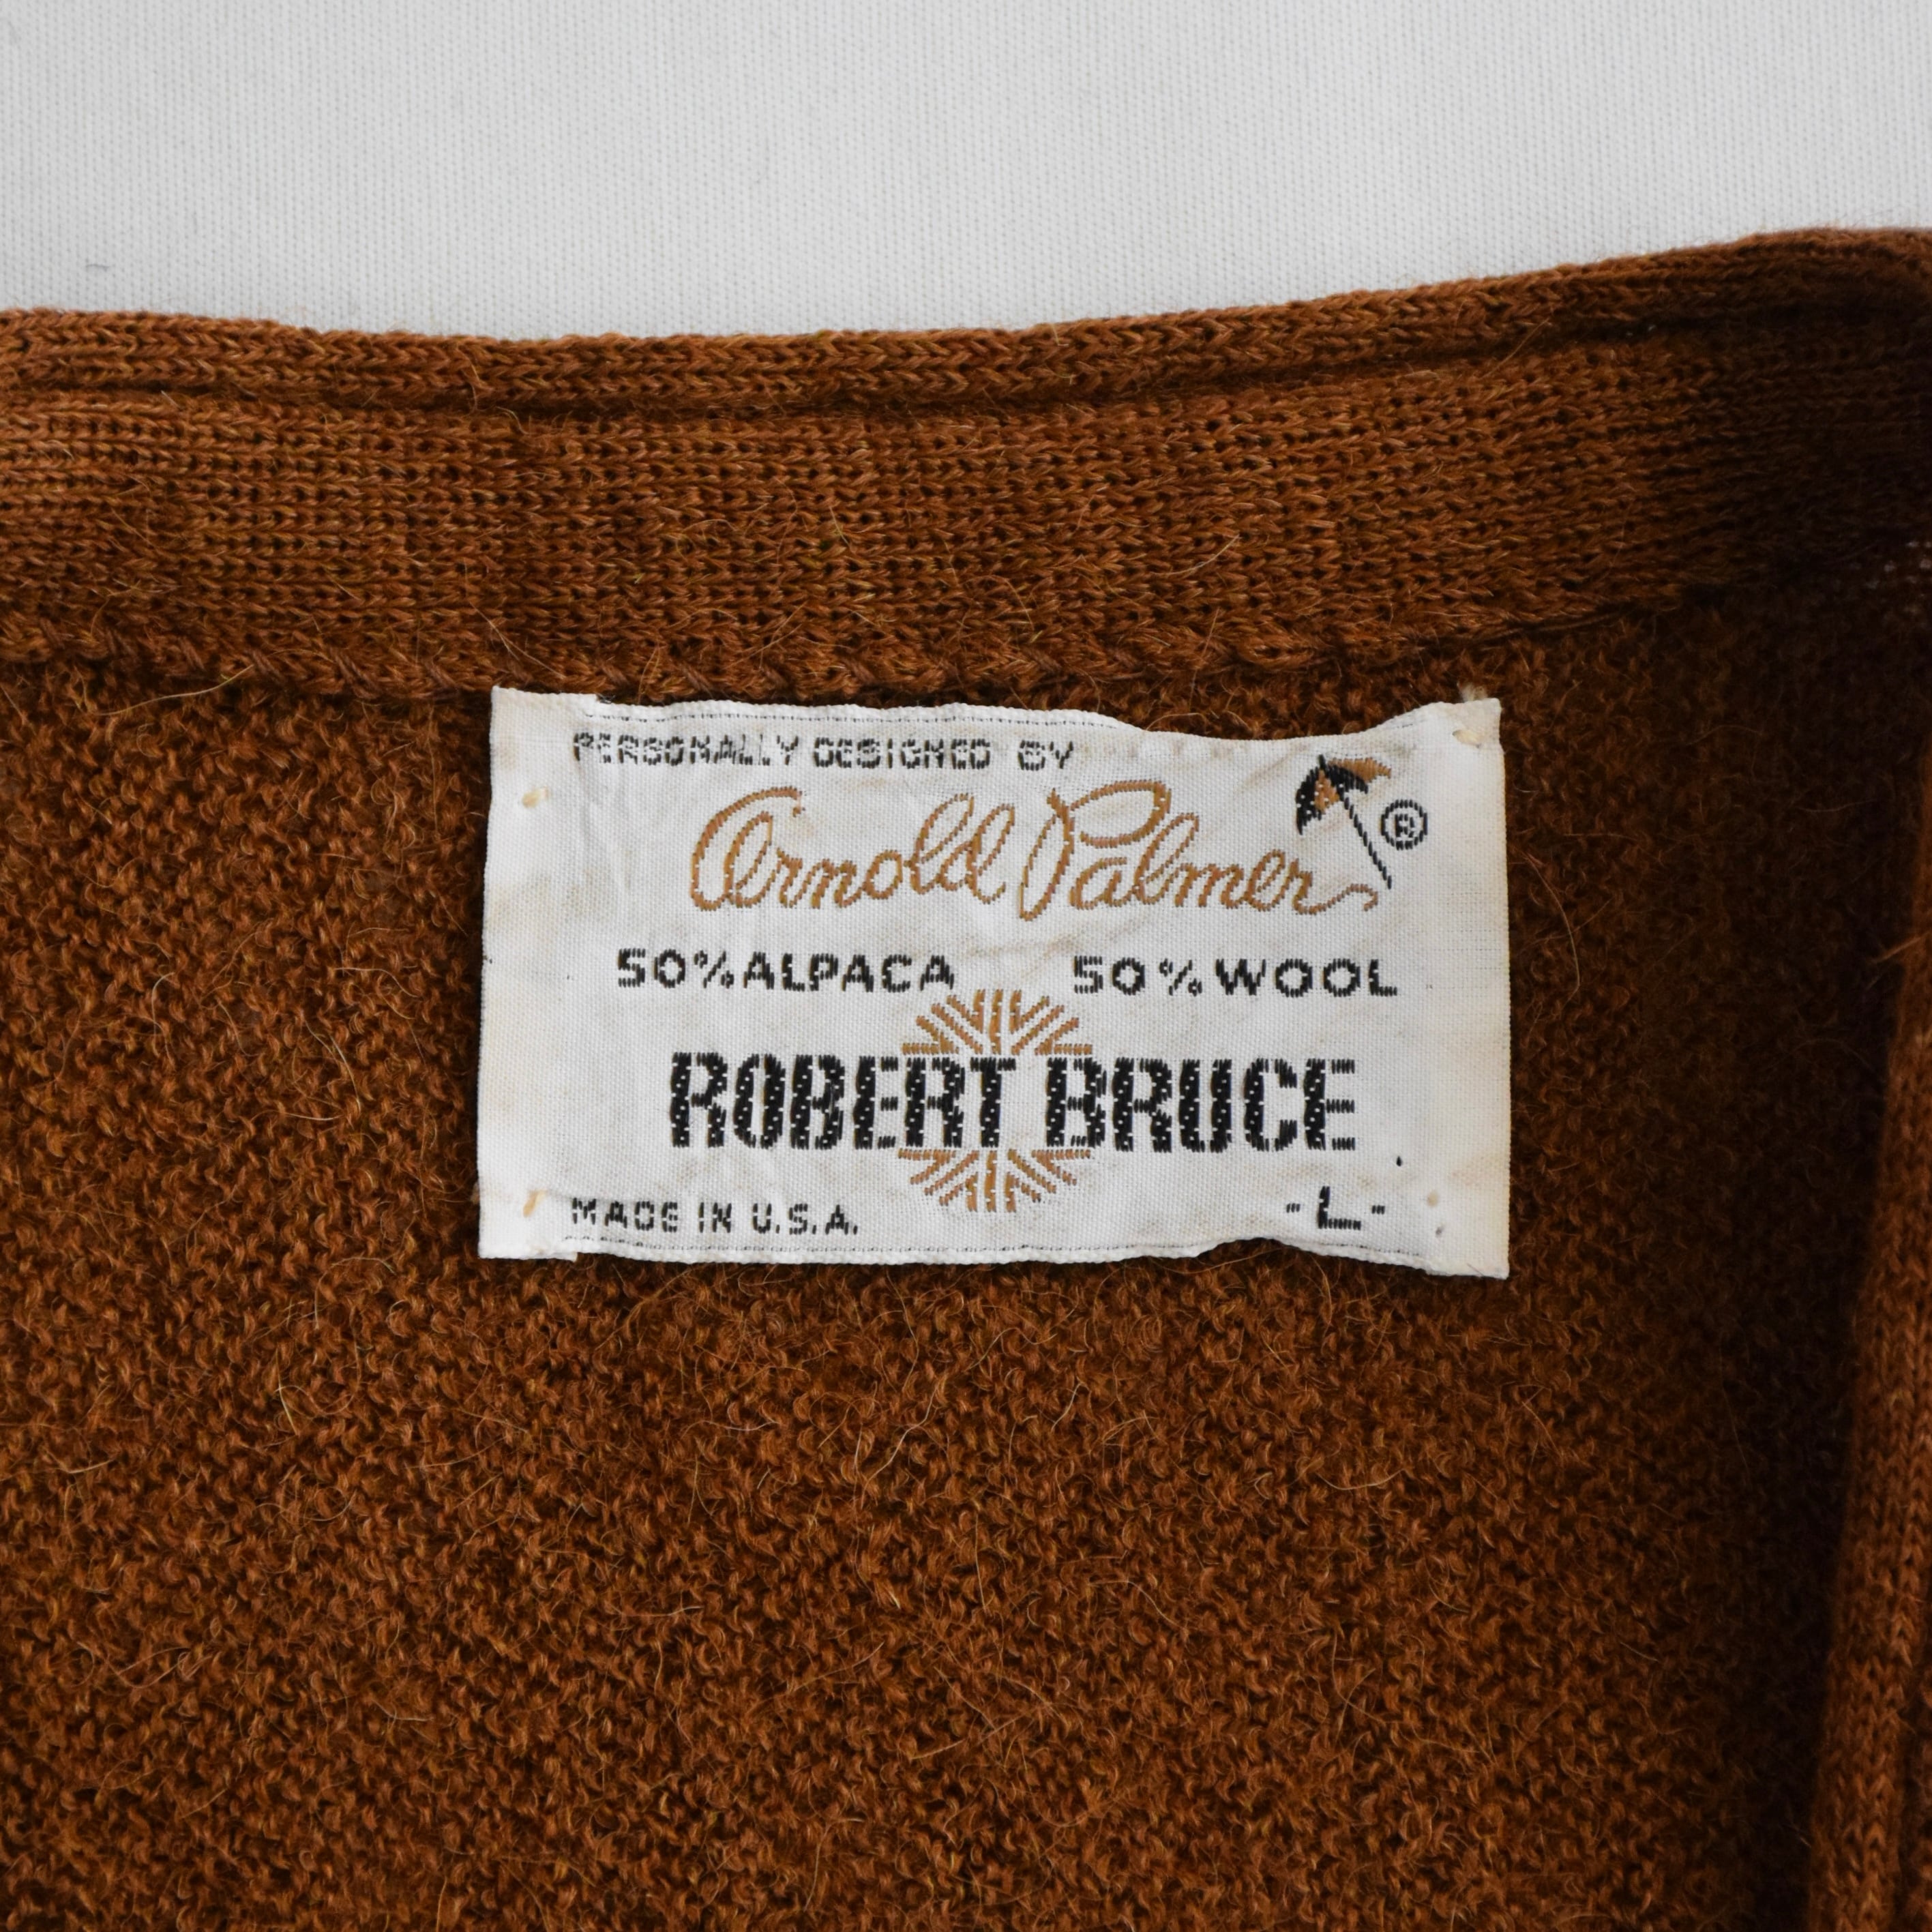 PERSONALLY DESIGNED BY
Arnold Palmer ®
50% ALPACA 50% WOOL
ROBERT BRUCE
MADE IN U.S.A. -L-